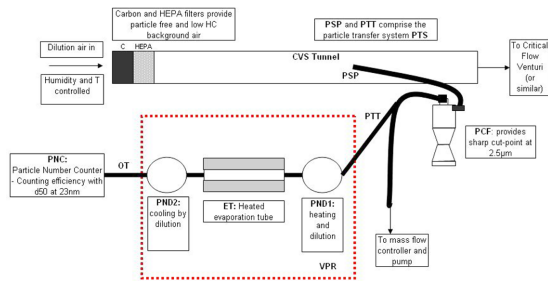 Carbon and HEPA filters provide
particle free and low HC
background air
PSP and PTT comprise the
particle transfer system PTS
Dilution air in
Humidity and T
controlled
C
HEPA
CVS Tunnel
PSP
To Critical
Flow
Venturi
(or
similar)
PTT
PCF: provides
sharp cut-point at
2.5µm
PNC:
Particle Number Counter
- Counting efficiency with
d50 at 23nm
OT
PND2:
cooling by
dilution
ET: Heated
evaporation tube
PND1:
heating
and
dilution
VPR
To mass flow
controller and
pump